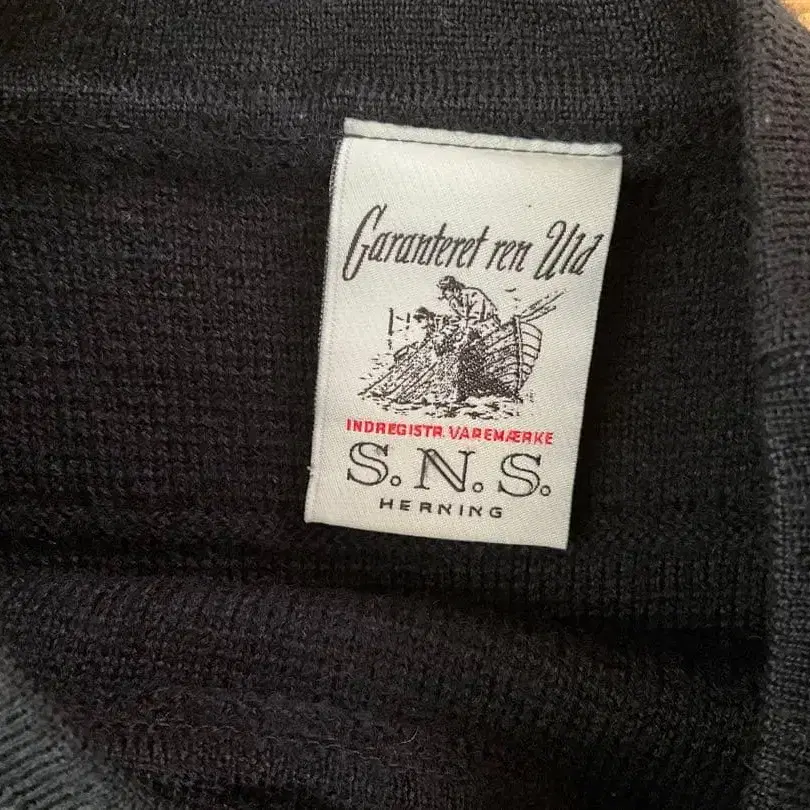 Garanteret ren Uld
INDREGISTR. VAREMÆRKE
S. N. S.
HERNING